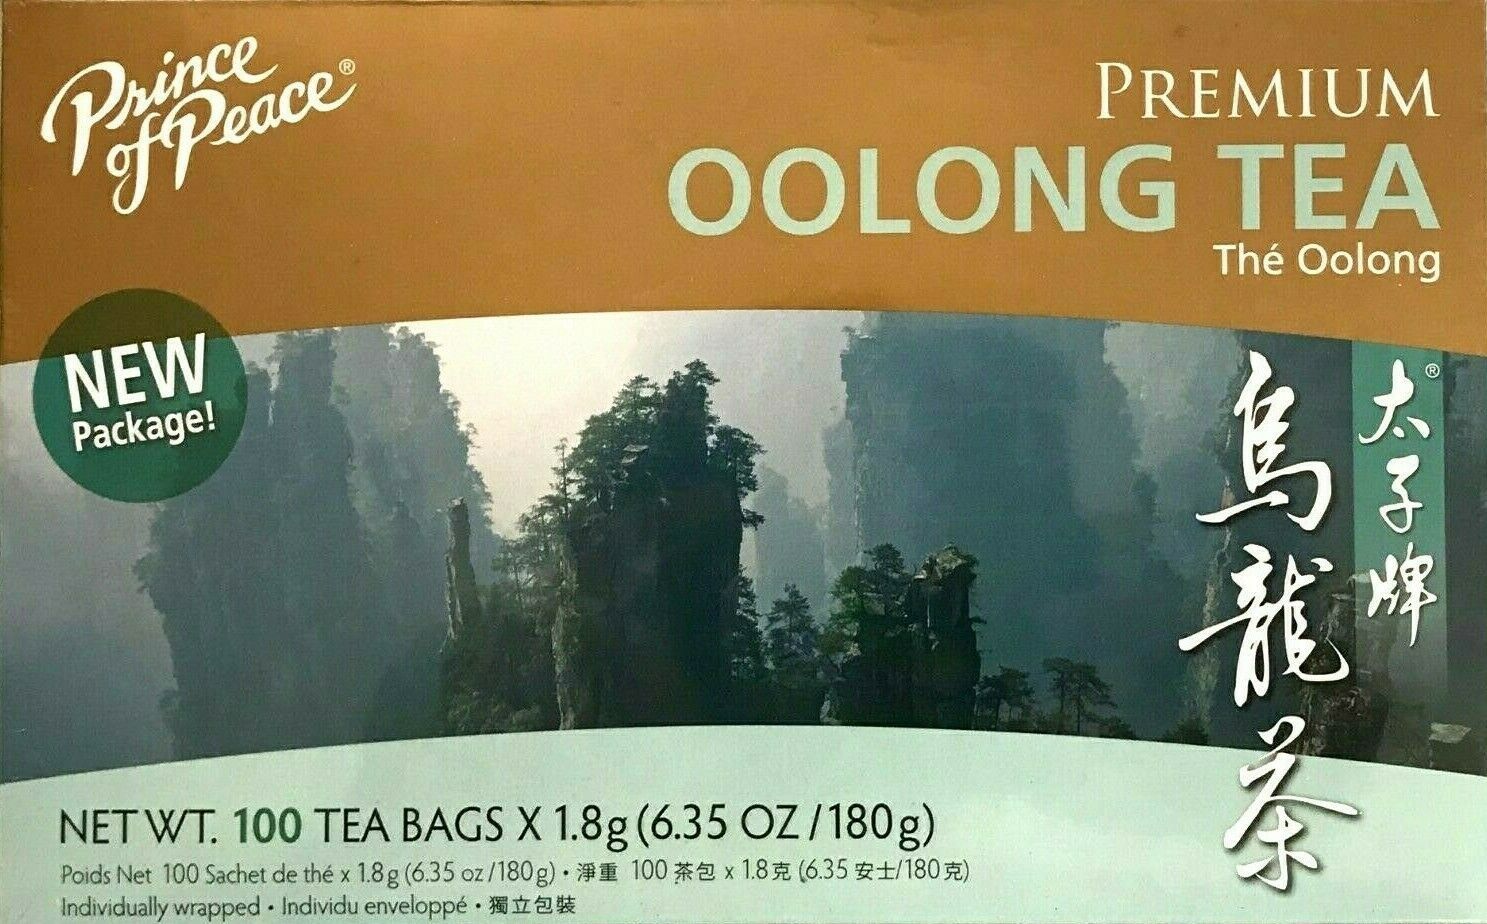 Prince
of Peace®
PREMIUM
OOLONG TEA
Thé Oolong
NEW
Package!
太子牌®
烏龍茶
NET WT. 100 TEA BAGS X 1.8g (6.35 OZ /180g)
Poids Net 100 Sachet de thé x 1.8g (6.35 oz /180g) • 淨重 100 茶包 x 1.8克 (6.35 安士/180克)
Individually wrapped • Individu enveloppé • 獨立包裝